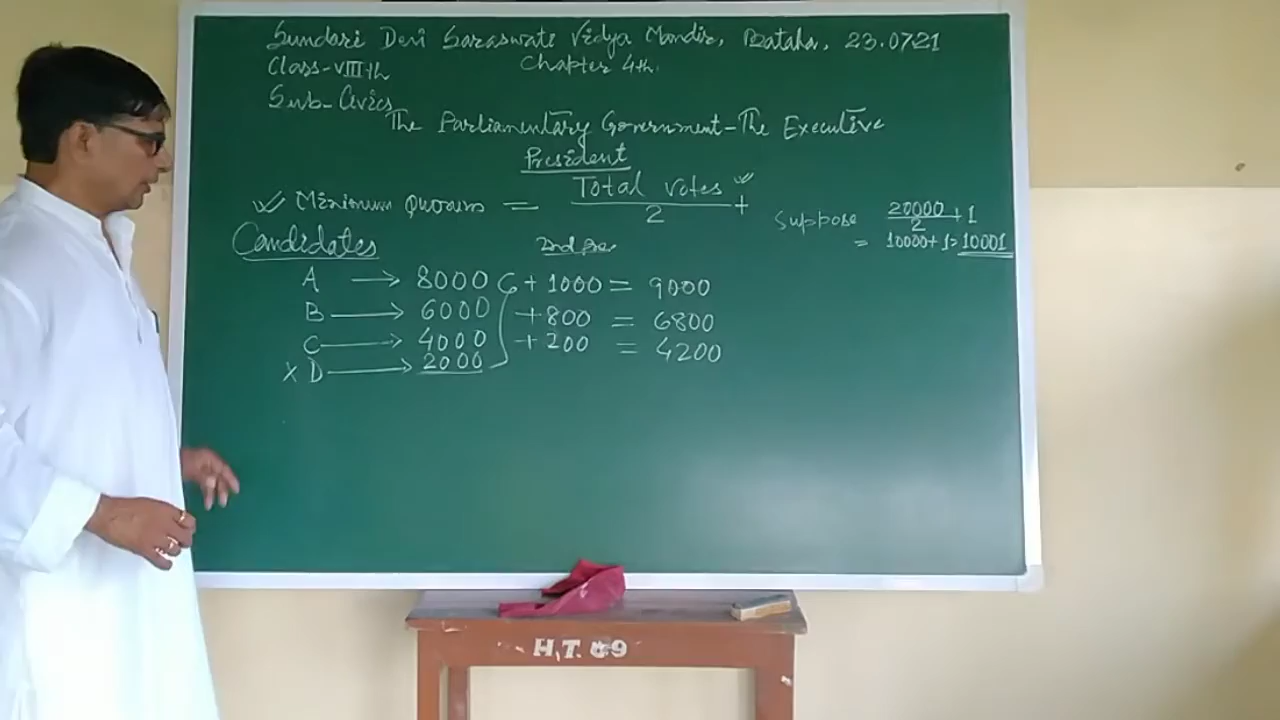 Sundari Devi Saraswati Vidya Mandir, Bataha, 23.07.21
Class-VIIIth
Chapter 4th.
Sub-Civics
The Parliamentary Government-The Executive
President
Minimum Quorum = Total votes / 2 +
Suppose 20000/2 + 1
= 10000+1=10001
Candidates
2nd Pre
A → 8000 + 1000 = 9000
B → 6000 +800 = 6800
C → 4000 +200 = 4200
X D → 2000
H.T. 09